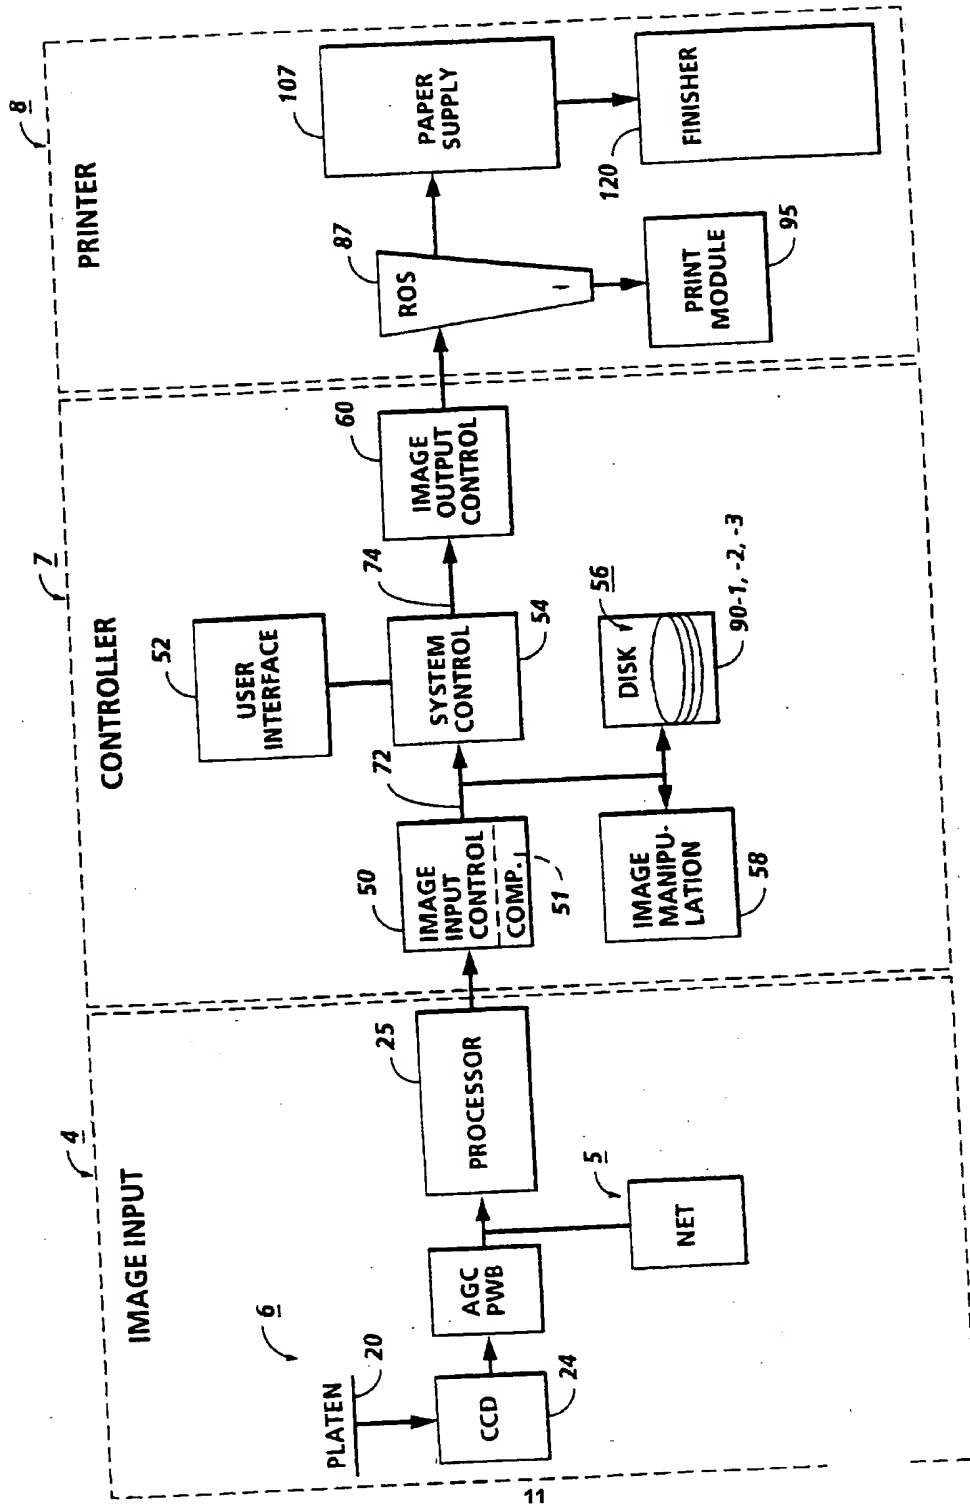 IMAGE INPUT
4
6
PLATEN
20
CCD
24
AGC
PWB
NET
5
PROCESSOR
25
CONTROLLER
7
IMAGE
INPUT
CONTROL
COMP.
50
51
72
USER
INTERFACE
52
SYSTEM
CONTROL
54
74
IMAGE
MANIPU-
LATION
58
DISK
56
90-1, -2, -3
IMAGE
OUTPUT
CONTROL
60
PRINTER
8
ROS
87
PRINT
MODULE
95
PAPER
SUPPLY
107
FINISHER
120
11